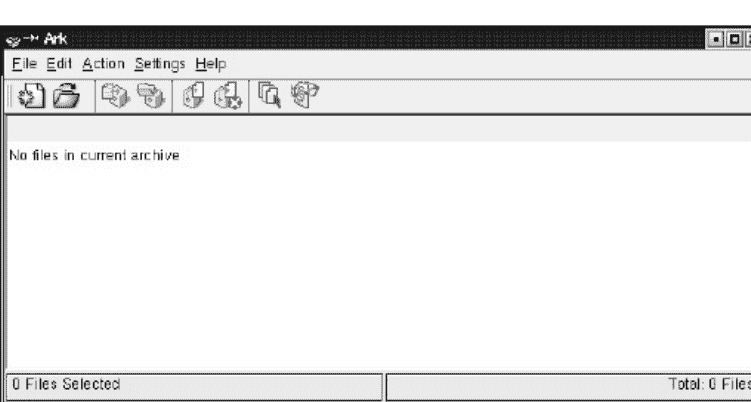 Ark
File Edit Action Settings Help
No files in current archive
0 Files Selected Total: 0 Files